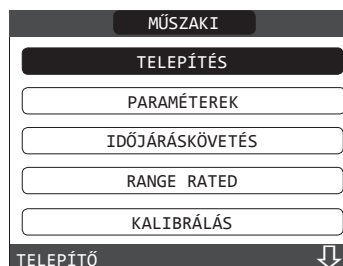 MŰSZAKI
TELEPÍTÉS
PARAMÉTEREK
IDŐJÁRÁSKÖVETÉS
RANGE RATED
KALIBRÁLÁS
TELEPÍTŐ